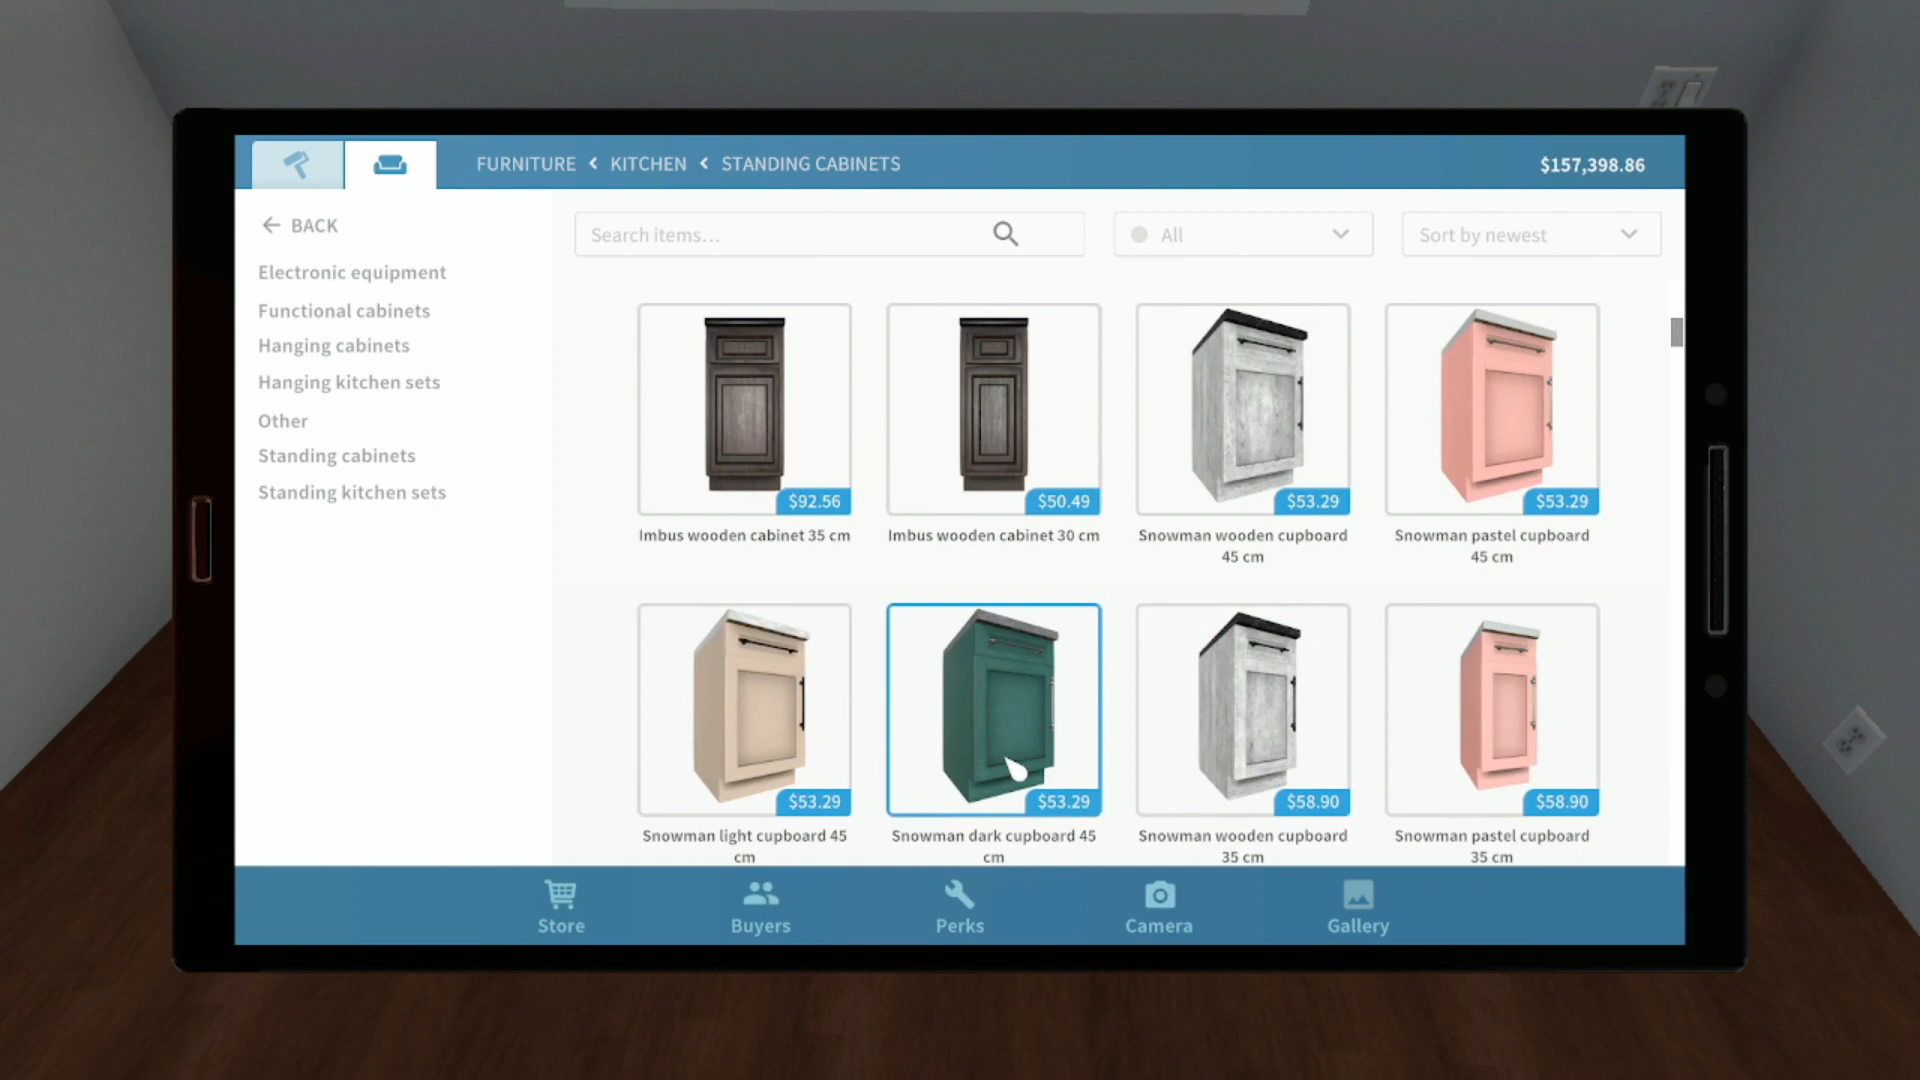 FURNITURE < KITCHEN < STANDING CABINETS
$157,398.86
BACK
Electronic equipment
Functional cabinets
Hanging cabinets
Hanging kitchen sets
Other
Standing cabinets
Standing kitchen sets
Search items...
All
Sort by newest
$92.56
Imbus wooden cabinet 35 cm
$50.49
Imbus wooden cabinet 30 cm
$53.29
Snowman wooden cupboard
45 cm
$53.29
Snowman pastel cupboard
45 cm
$53.29
Snowman light cupboard 45
cm
$53.29
Snowman dark cupboard 45
cm
$58.90
Snowman wooden cupboard
35 cm
$58.90
Snowman pastel cupboard
35 cm
Store
Buyers
Perks
Camera
Gallery